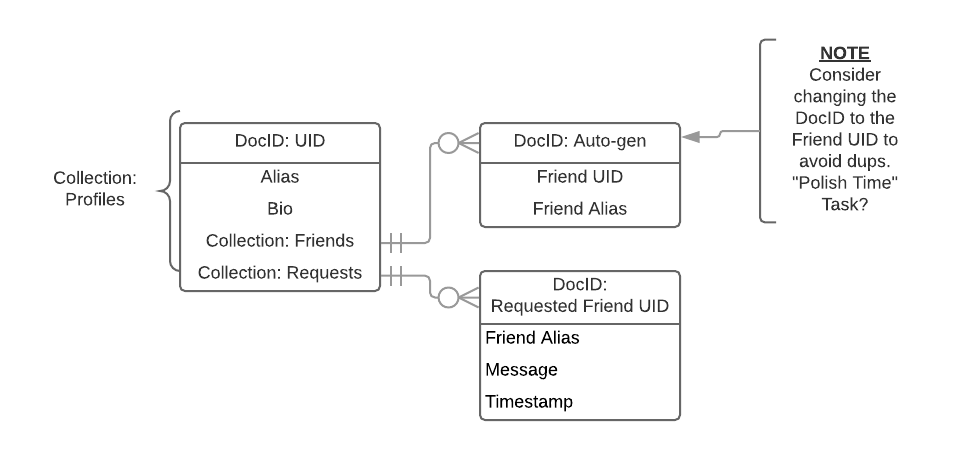 Collection:
Profiles
DocID: UID
Alias
Bio
Collection: Friends
Collection: Requests
DocID: Auto-gen
Friend UID
Friend Alias
DocID:
Requested Friend UID
Friend Alias
Message
Timestamp
NOTE
Consider
changing the
DocID to the
Friend UID to
avoid dups.
"Polish Time"
Task?